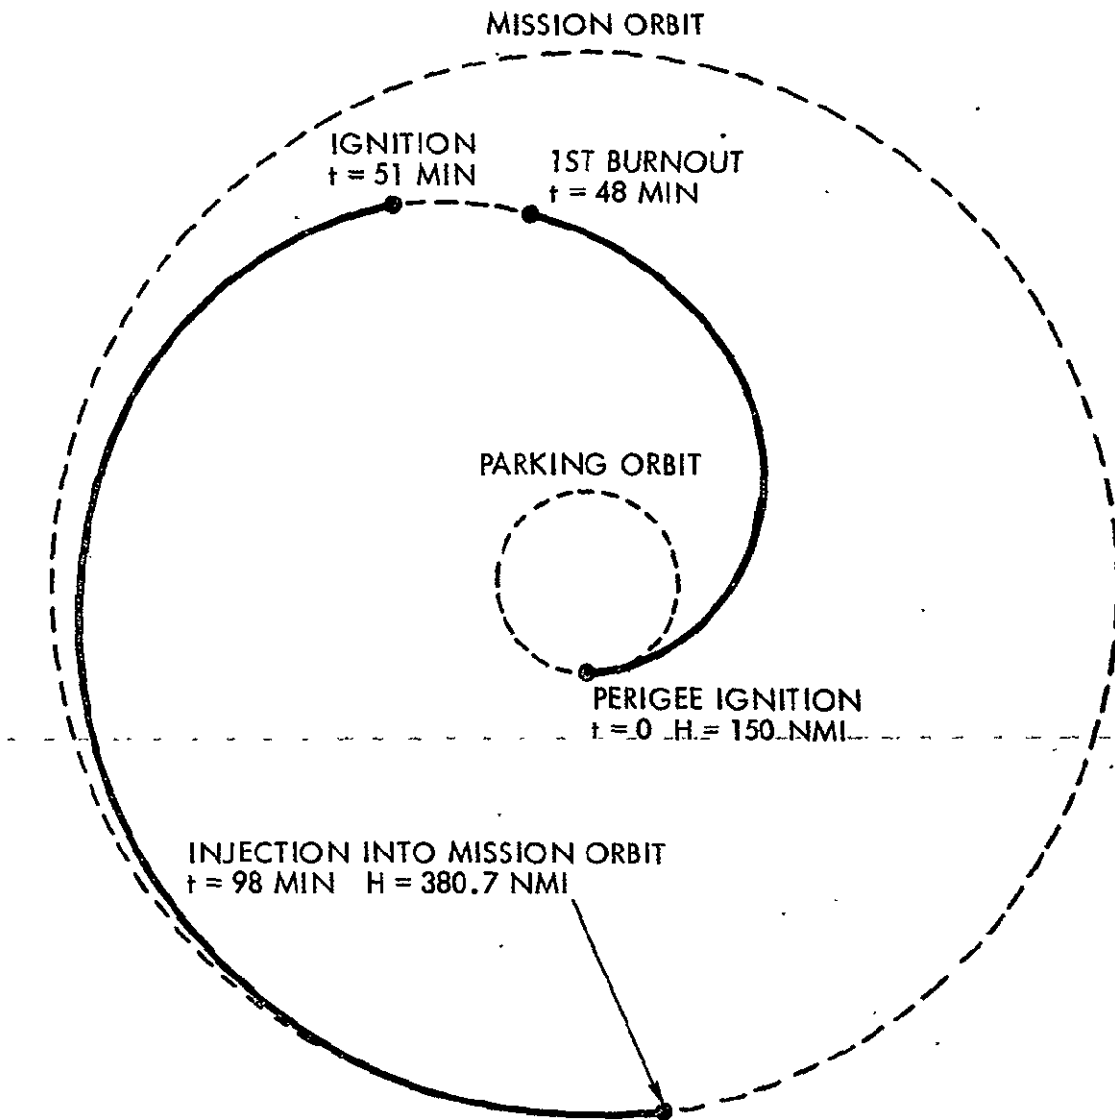 MISSION ORBIT
IGNITION
t = 51 MIN
1ST BURNOUT
t = 48 MIN
PARKING ORBIT
PERIGEE IGNITION
t = 0 H = 150 NMI
INJECTION INTO MISSION ORBIT
t = 98 MIN H = 380.7 NMI